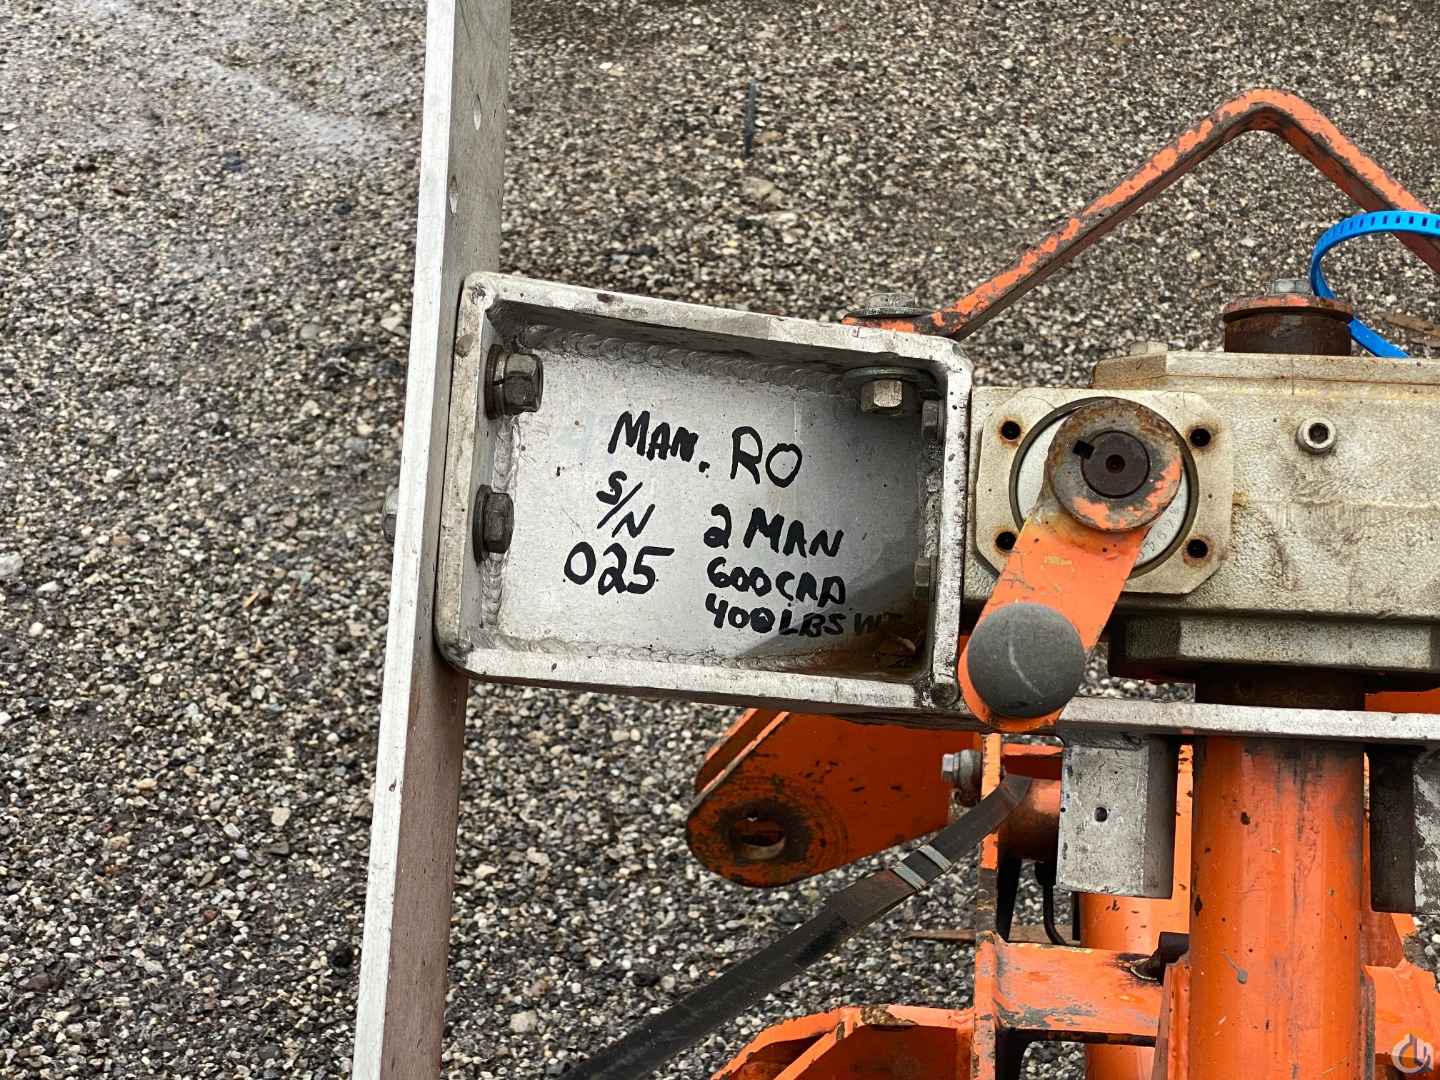 MAN. RO
S/N
025
2 MAN
600 CAP
400 LBS WT